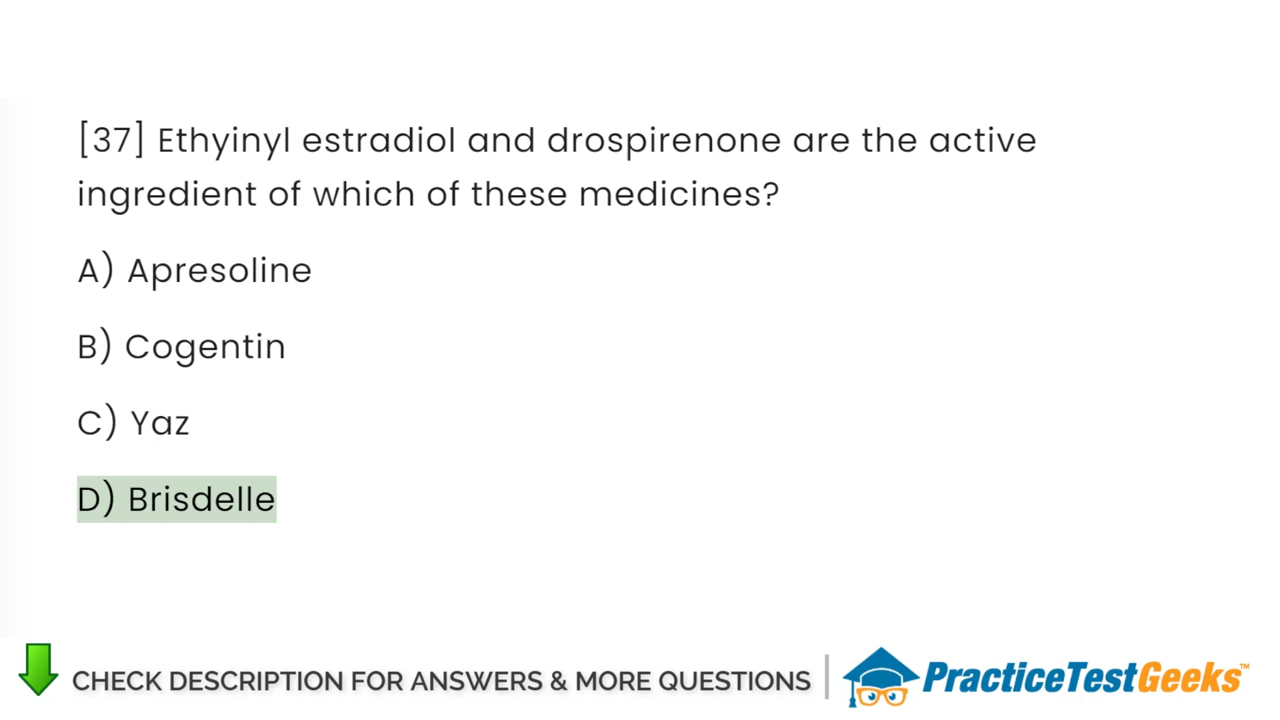 [37] Ethyinyl estradiol and drospirenone are the active
ingredient of which of these medicines?
A) Apresoline
B) Cogentin
C) Yaz
D) Brisdelle
CHECK DESCRIPTION FOR ANSWERS & MORE QUESTIONS
PracticeTestGeeks™